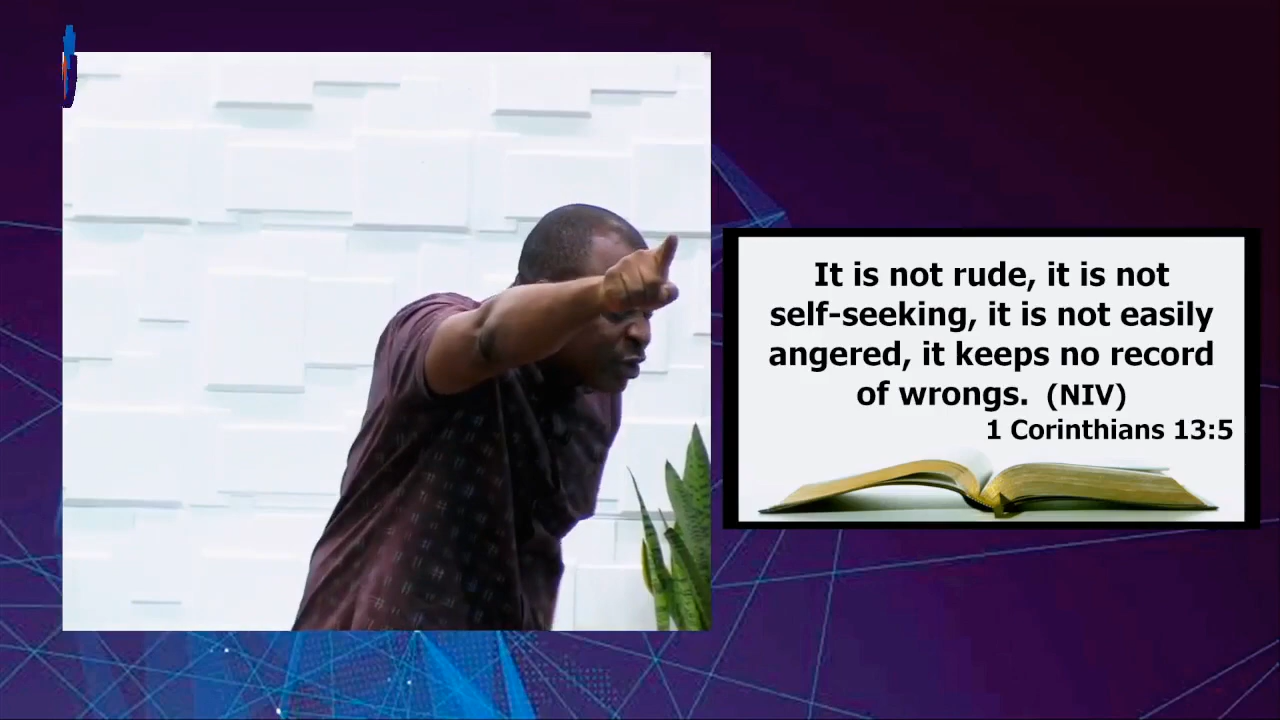 It is not rude, it is not
self-seeking, it is not easily
angered, it keeps no record
of wrongs. (NIV)
1 Corinthians 13:5